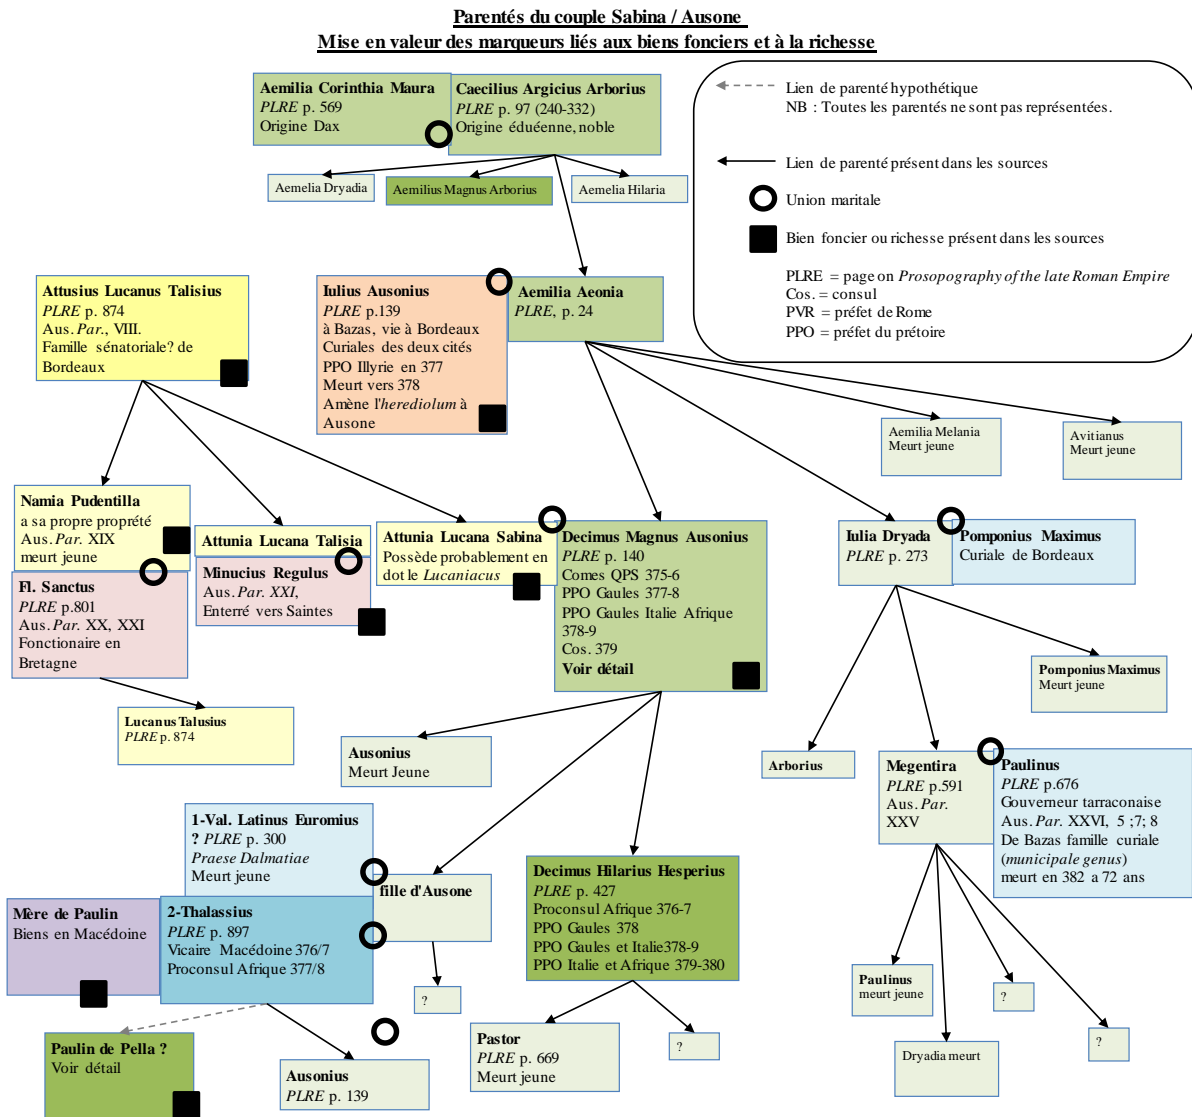 Parentés du couple Sabina / Ausone
Mise en valeur des marqueurs liés aux biens fonciers et à la richesse
Aemilia Corinthia Maura
PLRE p. 569
Origine Dax
Caecilius Argicius Arborius
PLRE p. 97 (240-332)
Origine éduéenne, noble
Lien de parenté hypothétique
NB : Toutes les parentés ne sont pas représentées.
Lien de parenté présent dans les sources
Union maritale
Bien foncier ou richesse présent dans les sources
PLRE = page on Prosopography of the late Roman Empire
Cos. = consul
PVR = préfet de Rome
PPO = préfet du prétoire
Aemelia Dryadia
Aemilius Magnus Arborius
Aemelia Hilaria
Attusius Lucanus Talisius
PLRE p. 874
Aus. Par., VIII.
Famille sénatoriale? de
Bordeaux
Iulius Ausonius
PLRE p.139
à Bazas, vie à Bordeaux
Curiales des deux cités
PPO Illyrie en 377
Meurt vers 378
Amène l'herediolum à
Ausone
Aemilia Aeonia
PLRE, p. 24
Aemilia Melania
Meurt jeune
Avitianus
Meurt jeune
Namia Pudentilla
a sa propre proprété
Aus. Par. XIX
meurt jeune
Fl. Sanctus
PLRE p.801
Aus. Par. XX, XXI
Fonctionaire en
Bretagne
Attunia Lucana Talisia
Minucius Regulus
Aus. Par. XXI,
Enterré vers Saintes
Attunia Lucana Sabina
Possède probablement en
dot le Lucaniacus
Decimus Magnus Ausonius
PLRE p. 140
Comes QPS 375-6
PPO Gaules 377-8
PPO Gaules Italie Afrique
378-9
Cos. 379
Voir détail
Iulia Dryada
PLRE p. 273
Pomponius Maximus
Curiale de Bordeaux
Lucanus Talusius
PLRE p. 874
Ausonius
Meurt Jeune
Pomponius Maximus
Meurt jeune
Arborius
Megentira
PLRE p.591
Aus. Par.
XXV
Paulinus
PLRE p.676
Gouverneur tarraconaise
Aus. Par. XXVI, 5 ;7; 8
De Bazas famille curiale
(municipale genus)
meurt en 382 a 72 ans
1-Val. Latinus Euromius
? PLRE p. 300
Praese Dalmatiae
Meurt jeune
fille d'Ausone
Decimus Hilarius Hesperius
PLRE p. 427
Proconsul Afrique 376-7
PPO Gaules 378
PPO Gaules et Italie378-9
PPO Italie et Afrique 379-380
Mère de Paulin
Biens en Macédoine
2-Thalassius
PLRE p. 897
Vicaire Macédoine 376/7
Proconsul Afrique 377/8
?
Paulinus
meurt jeune
?
Paulin de Pella ?
Voir détail
Ausonius
PLRE p. 139
Pastor
PLRE p. 669
Meurt jeune
?
Dryadia meurt
?